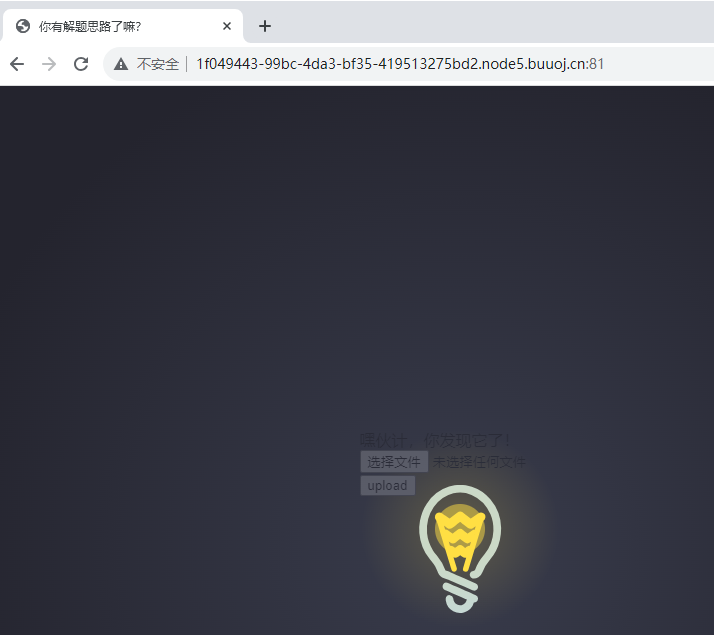 你有解题思路了嘛?
不安全 1f049443-99bc-4da3-bf35-419513275bd2.node5.buuoj.cn:81
嘿伙计，你发现它了！
选择文件 未选择任何文件
upload